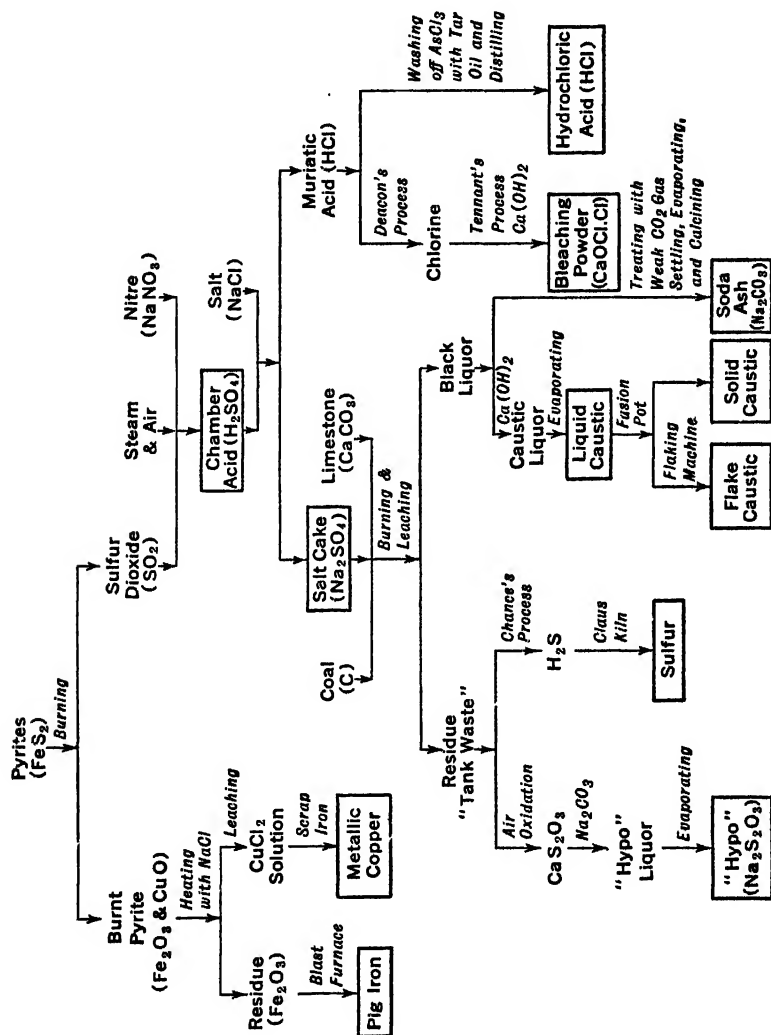 Pyrites
(FeS2)
Burning
Burnt
Pyrite
(Fe2O3 & CuO)
Heating
with NaCl
Residue
(Fe2O3)
Blast
Furnace
Pig Iron
Leaching
CuCl2
Solution
Scrap
Iron
Metallic
Copper
Sulfur
Dioxide
(SO2)
Steam
& Air
Nitre
(NaNO3)
Chamber
Acid (H2SO4)
Salt
(NaCl)
Coal
(C)
Salt Cake
(Na2SO4)
Limestone
(CaCO3)
Burning &
Leaching
Muriatic
Acid (HCl)
Deacon's
Process
Chlorine
Tennant's
Process
Ca(OH)2
Bleaching
Powder
(CaOCl.Cl)
Washing
off AsCl3
with Tar
Oil and
Distilling
Hydrochloric
Acid (HCl)
Residue
"Tank Waste"
Air
Oxidation
CaS2O3
Na2CO3
"Hypo"
Liquor
Evaporating
"Hypo"
(Na2S2O3)
Chance's
Process
H2S
Claus
Kiln
Sulfur
Black
Liquor
Ca(OH)2
Caustic
Liquor
Evaporating
Liquid
Caustic
Fusion
Pot
Flaking
Machine
Flake
Caustic
Solid
Caustic
Treating with
Weak CO2 Gas
Settling, Evaporating,
and Calcining
Soda
Ash
(Na2CO3)